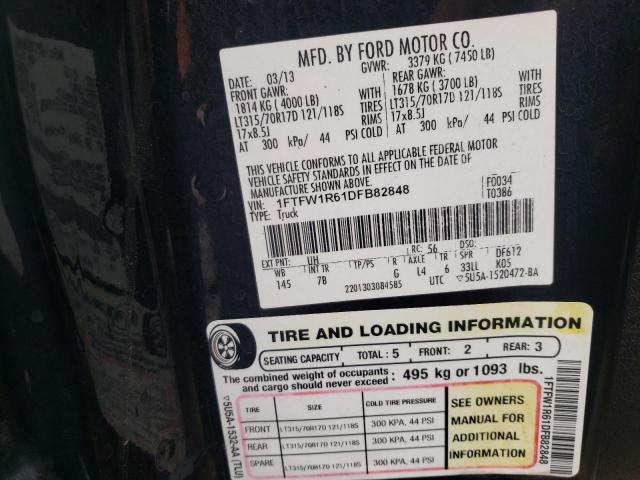 MFD. BY FORD MOTOR CO.
DATE: 03/13 GVWR: 3379 KG ( 7450 LB)
FRONT GAWR: REAR GAWR:
1814 KG ( 4000 LB) WITH 1678 KG ( 3700 LB) WITH
LT315/70R17D 121/118S TIRES LT315/70R17D 121/118S TIRES
17x8.5J RIMS 17x8.5J RIMS
AT 300 kPa/ 44 PSI COLD AT 300 kPa/ 44 PSI COLD
THIS VEHICLE CONFORMS TO ALL APPLICABLE FEDERAL MOTOR
VEHICLE SAFETY STANDARDS IN EFFECT ON THE DATE OF
MANUFACTURE SHOWN ABOVE.
VIN: 1FTFW1R61DFB82848 F0034
TYPE: Truck T0386
EXT PNT: UH RC: 56 DSO:
WB INT TR TP/PS R AXLE TR SPR DF612
145 7B G L4 6 33LL K05
2201303084585 UTC ▽5U5A-1520472-BA
TIRE AND LOADING INFORMATION
SEATING CAPACITY TOTAL : 5 FRONT: 2 REAR: 3
The combined weight of occupants
and cargo should never exceed : 495 kg or 1093 lbs.
TIRE SIZE COLD TIRE PRESSURE
FRONT LT315/70R17D 121/118S 300 KPA, 44 PSI
REAR LT315/70R17D 121/118S 300 KPA, 44 PSI
SPARE LT315/70R17D 121/118S 300 KPA, 44 PSI
SEE OWNERS
MANUAL FOR
ADDITIONAL
INFORMATION
▽5U5A-1532-AA (TLU)
1FTFW1R61DFB82848